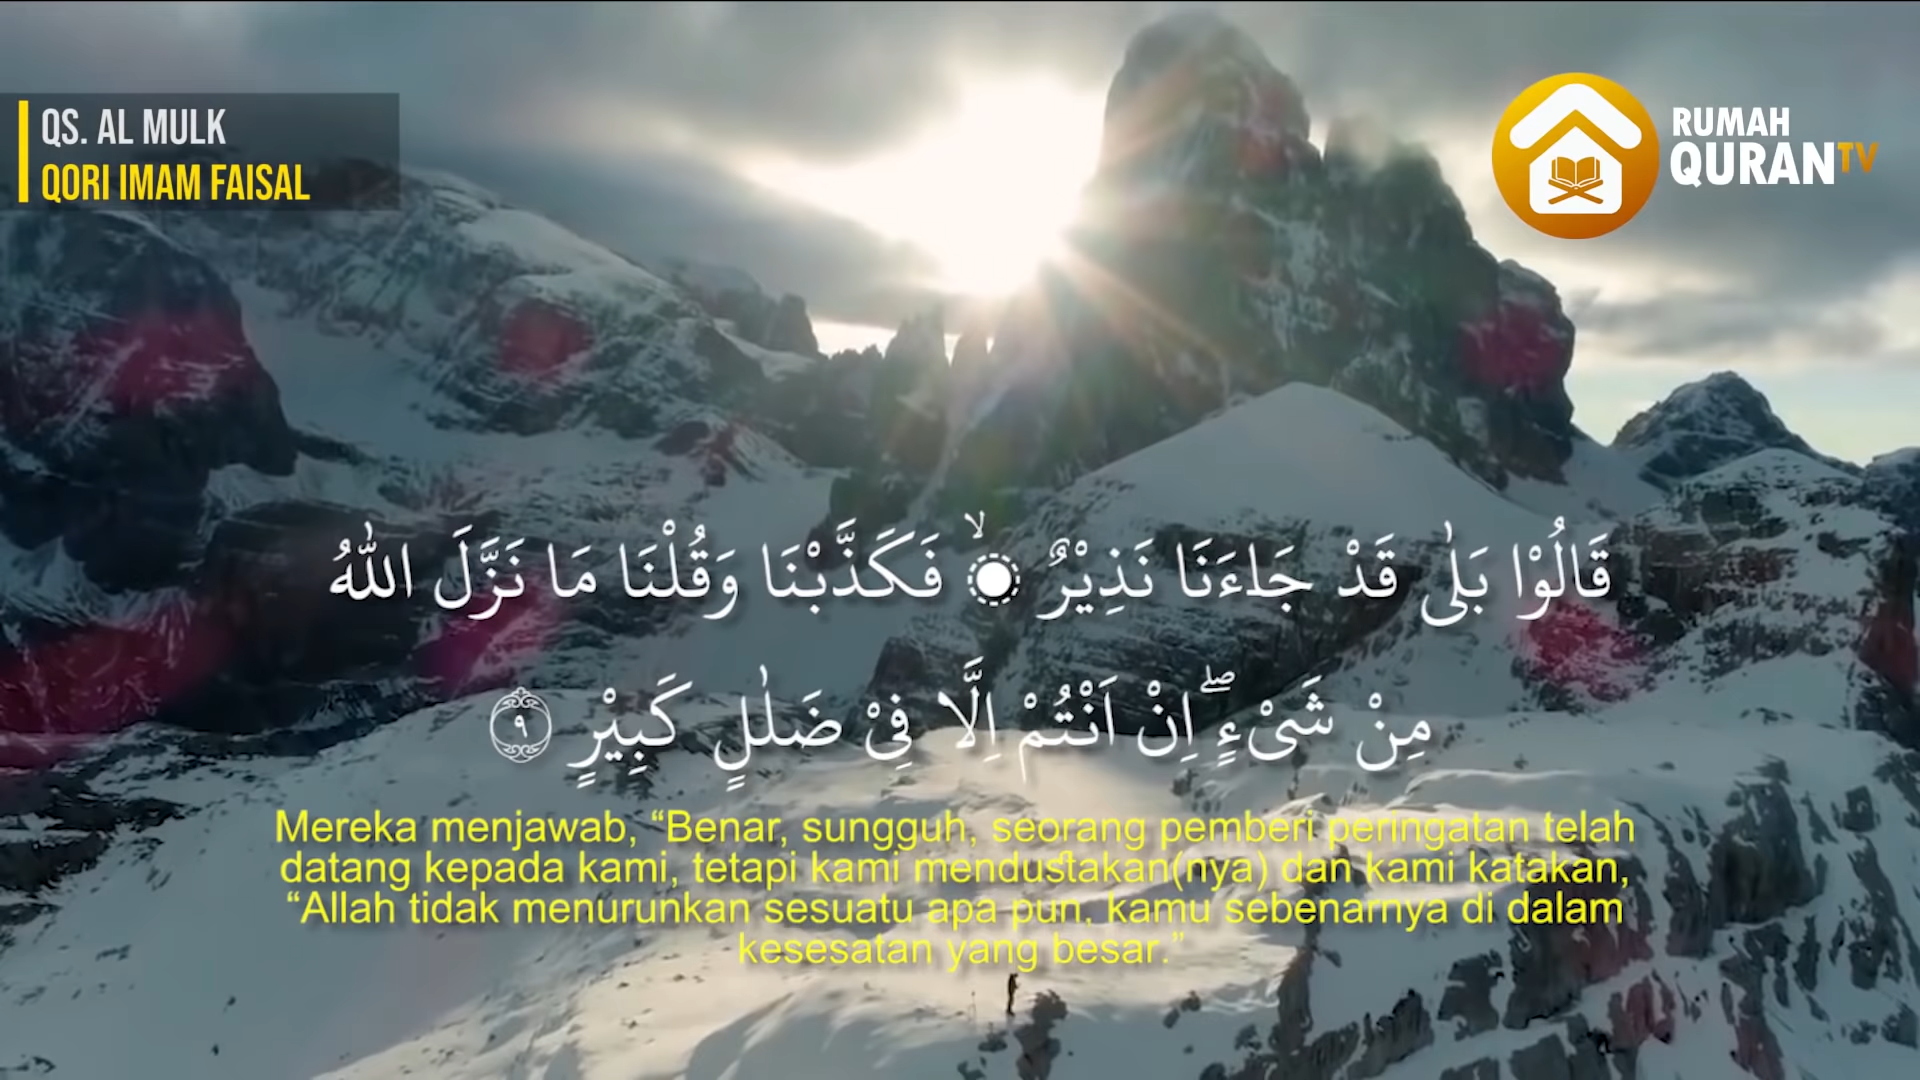 QS. AL MULK
QORI IMAM FAISAL
RUMAH
QURANTV
قَالُوْا بَلٰى قَدْ جَاۤءَنَا نَذِيْرٌ ەۙ فَكَذَّبْنَا وَقُلْنَا مَا نَزَّلَ اللّٰهُ
مِنْ شَيْءٍۖ اِنْ اَنْتُمْ اِلَّا فِيْ ضَلٰلٍ كَبِيْرٍ ٩
Mereka menjawab, “Benar, sungguh, seorang pemberi peringatan telah
datang kepada kami, tetapi kami mendustakan(nya) dan kami katakan,
“Allah tidak menurunkan sesuatu apa pun, kamu sebenarnya di dalam
kesesatan yang besar.”